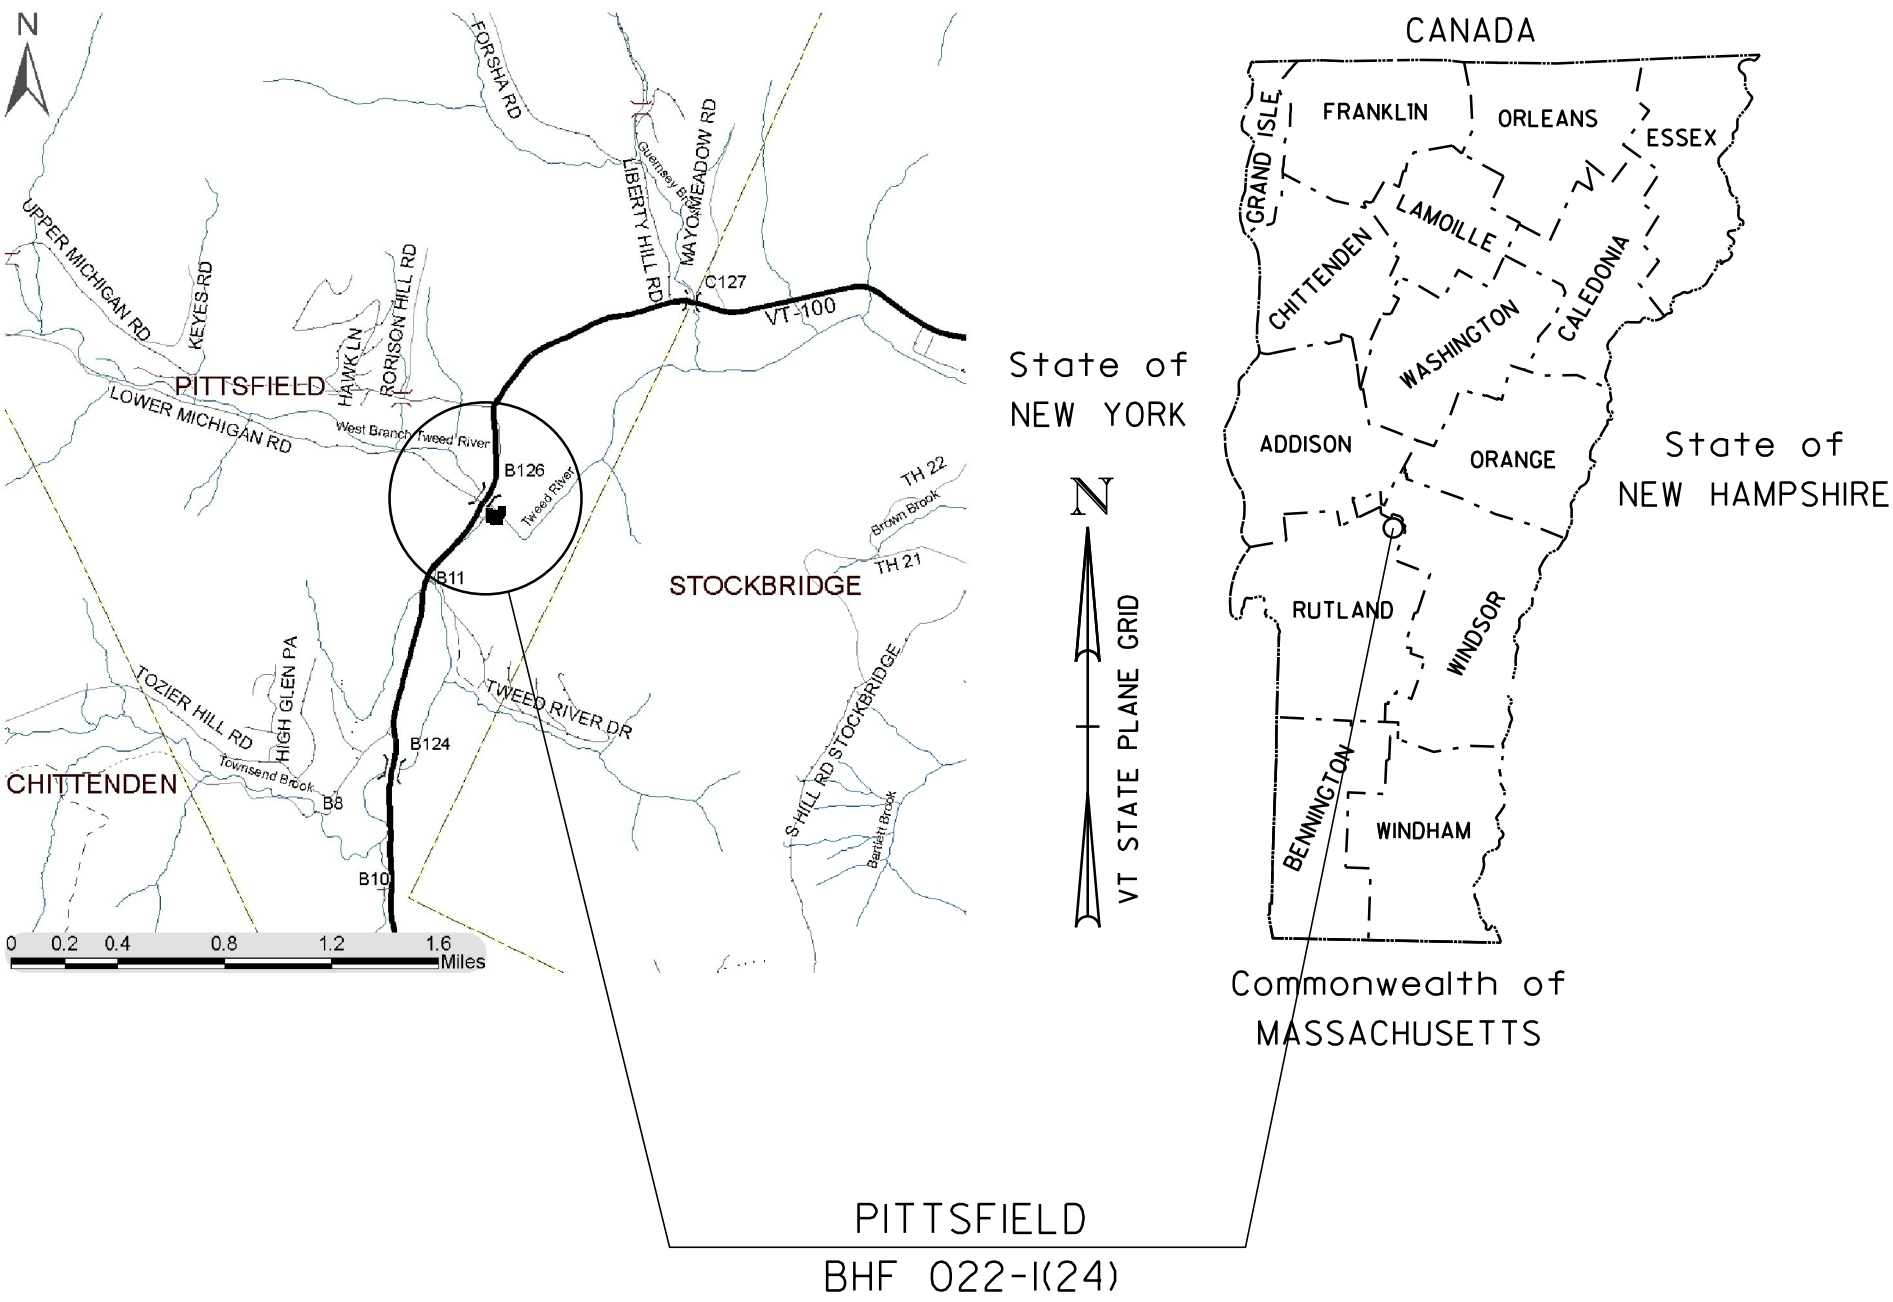 N
FORSHA RD
Guernsey Brook
LIBERTY HILL RD
MAYO MEADOW RD
UPPER MICHIGAN RD
KEYES RD
HAWK LN
RORISON HILL RD
C127
VT-100
PITTSFIELD
LOWER MICHIGAN RD
West Branch Tweed River
B126
Tweed River
TH 22
Brown Brook
TH 21
B11
STOCKBRIDGE
TOZIER HILL RD
HIGH GLEN PA
TWEED RIVER DR
S HILL RD STOCKBRIDGE
B124
Townsend Brook
CHITTENDEN
B8
Bartlett Brook
B10
0 0.2 0.4 0.8 1.2 1.6
Miles
CANADA
GRAND ISLE
FRANKLIN
ORLEANS
ESSEX
LAMOILLE
CHITTENDEN
CALEDONIA
WASHINGTON
State of
NEW YORK
ADDISON
ORANGE
State of
NEW HAMPSHIRE
N
VT STATE PLANE GRID
RUTLAND
WINDSOR
BENNINGTON
WINDHAM
Commonwealth of
MASSACHUSETTS
PITTSFIELD
BHF 022-1(24)